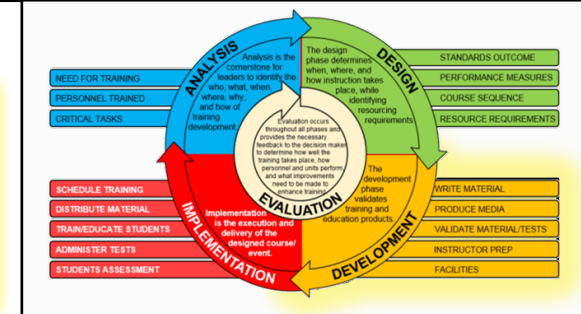 ANALYSIS
Analysis is the
cornerstone for
leaders to identify the
who, what, when,
where, why,
and how of
training
development.
NEED FOR TRAINING
PERSONNEL TRAINED
CRITICAL TASKS
DESIGN
The design
phase determines
when, where, and
how instruction takes
place, while
identifying
resourcing
requirements.
STANDARDS OUTCOME
PERFORMANCE MEASURES
COURSE SEQUENCE
RESOURCE REQUIREMENTS
Evaluation occurs
throughout all phases and
provides the necessary
feedback to the decision maker
to determine how well the
training takes place, how
personnel and units perform,
and what improvements
need to be made to
enhance training.
EVALUATION
SCHEDULE TRAINING
DISTRIBUTE MATERIAL
TRAIN/EDUCATE STUDENTS
ADMINISTER TESTS
STUDENTS ASSESSMENT
Implementation
is the execution and
delivery of the
designed course/
event.
IMPLEMENTATION
The
development
phase
validates
training and
education products.
DEVELOPMENT
WRITE MATERIAL
PRODUCE MEDIA
VALIDATE MATERIAL/TESTS
INSTRUCTOR PREP
FACILITIES